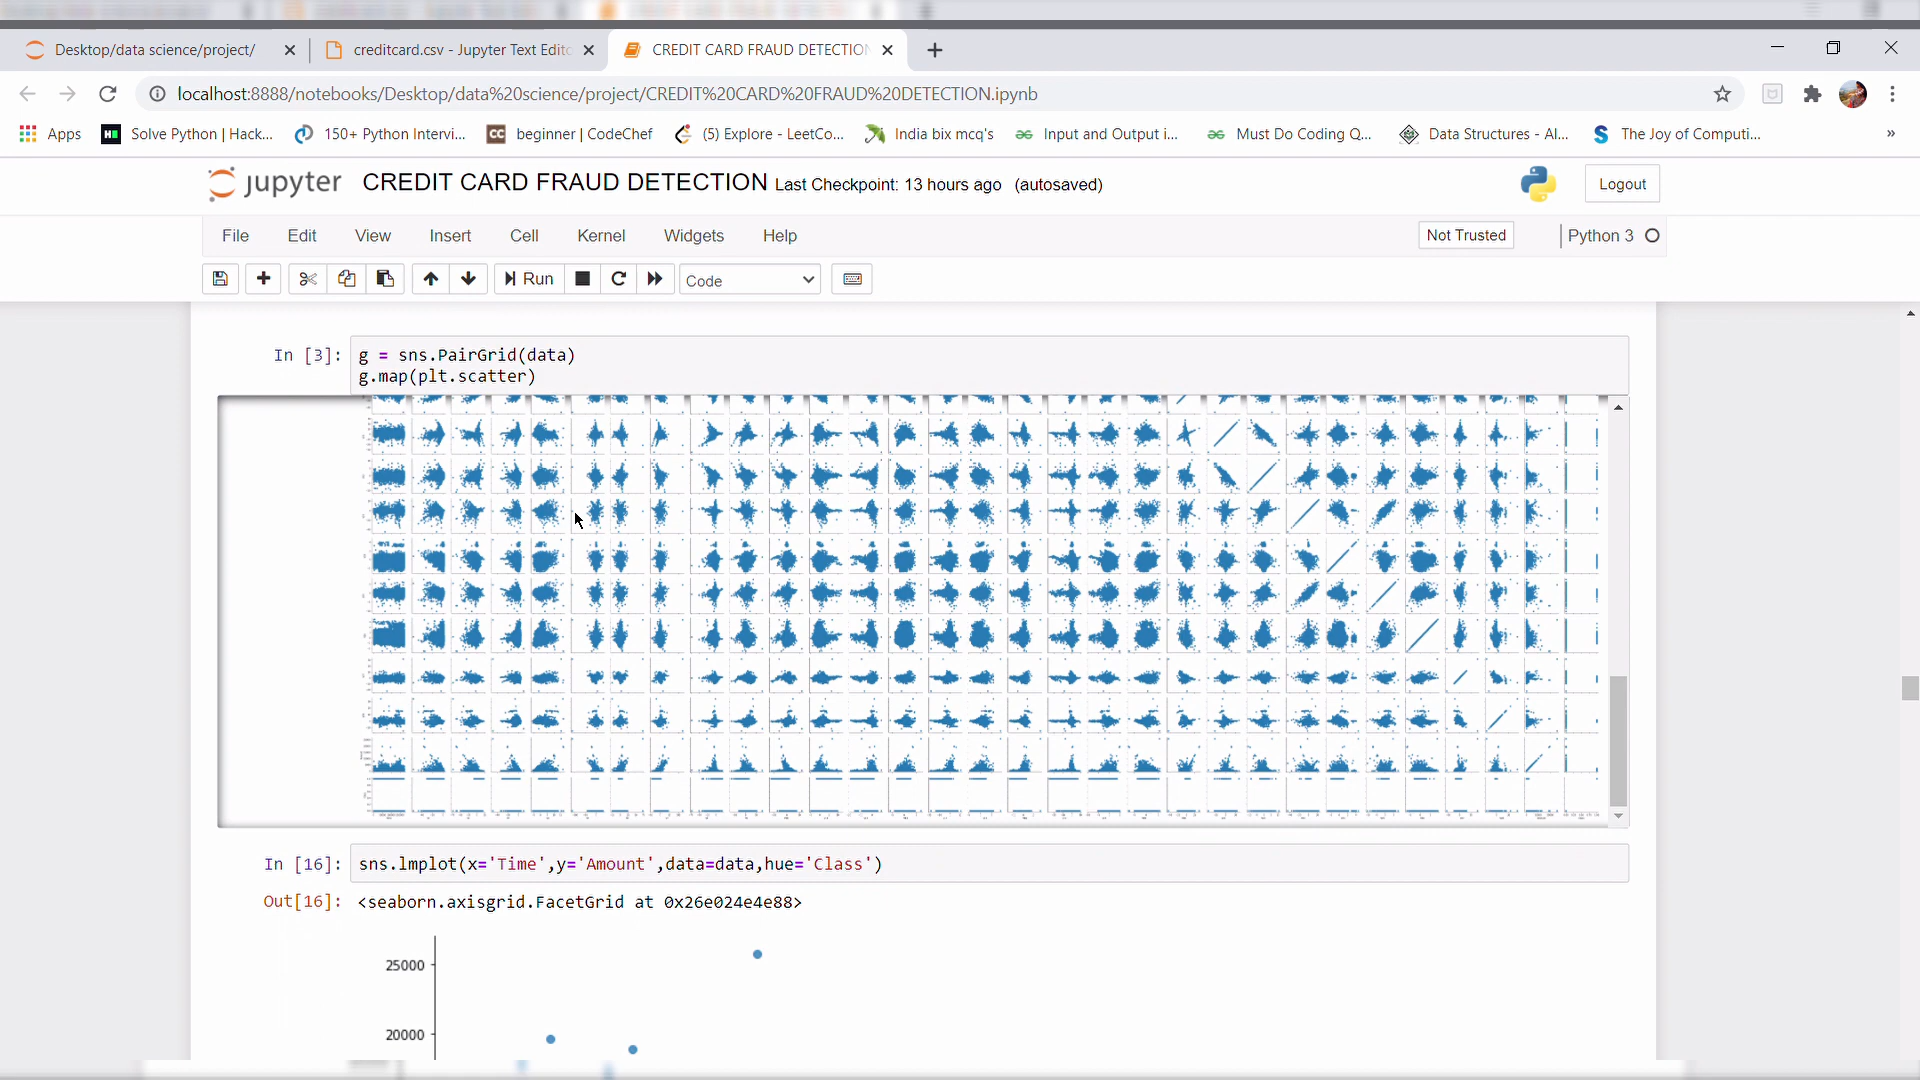 Desktop/data science/project/
creditcard.csv - Jupyter Text Edito
CREDIT CARD FRAUD DETECTION
localhost:8888/notebooks/Desktop/data%20science/project/CREDIT%20CARD%20FRAUD%20DETECTION.ipynb
Apps
Solve Python | Hack...
150+ Python Intervi...
CC
beginner | CodeChef
(5) Explore - LeetCo...
India bix mcq's
Input and Output i...
Must Do Coding Q...
Data Structures - Al...
The Joy of Computi...
jupyter CREDIT CARD FRAUD DETECTION Last Checkpoint: 13 hours ago (autosaved)
Logout
File Edit View Insert Cell Kernel Widgets Help
Not Trusted
Python 3
Run
Code
In [3]:
g = sns.PairGrid(data)
g.map(plt.scatter)
In [16]:
sns.lmplot(x='Time',y='Amount',data=data,hue='Class')
Out[16]:
<seaborn.axisgrid.FacetGrid at 0x26e024e4e88>
25000
20000